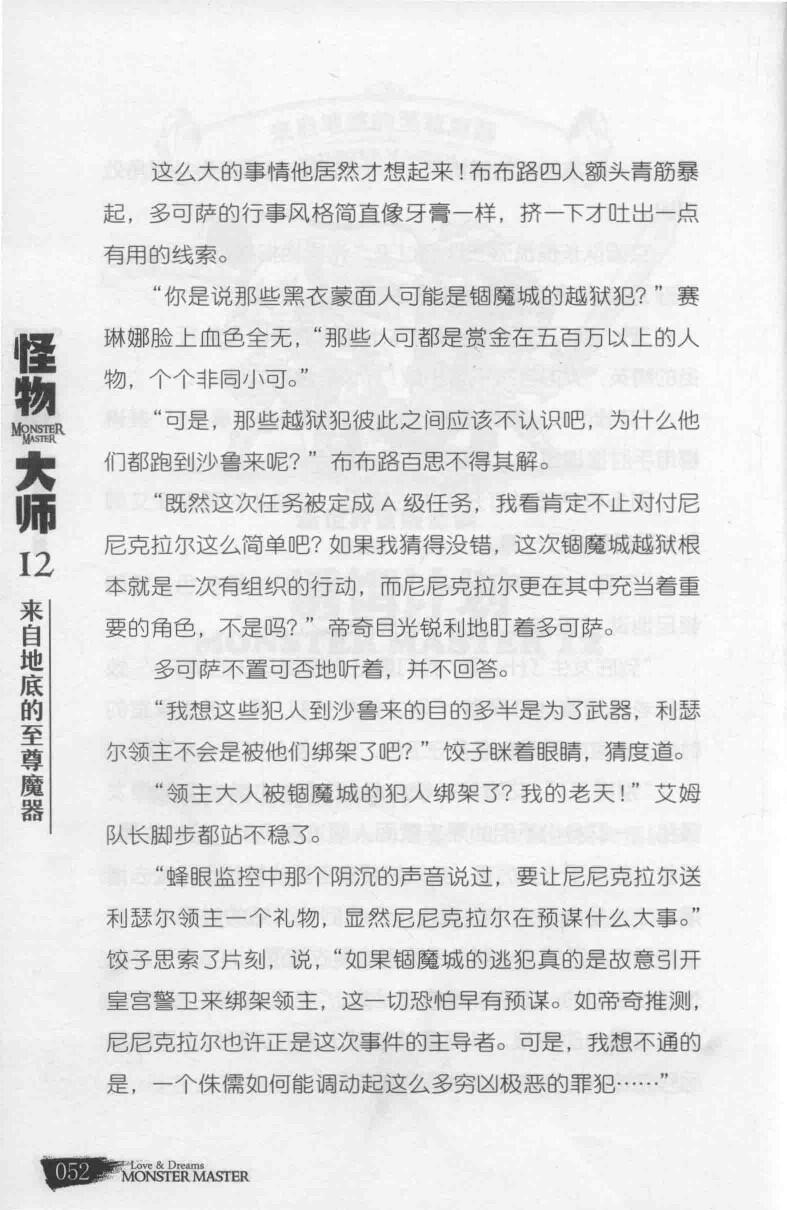 这么大的事情他居然才想起来！布布路四人额头青筋暴
起，多可萨的行事风格简直像牙膏一样，挤一下才吐出一点
有用的线索。
“你是说那些黑衣蒙面人可能是锢魔城的越狱犯？”赛
琳娜脸上血色全无，“那些人可都是赏金在五百万以上的人
物，个个非同小可。”
“可是，那些越狱犯彼此之间应该不认识吧，为什么他
们都跑到沙鲁来呢？”布布路百思不得其解。
“既然这次任务被定成 A 级任务，我看肯定不止对付尼
尼克拉尔这么简单吧？如果我猜得没错，这次锢魔城越狱根
本就是一次有组织的行动，而尼尼克拉尔更在其中充当着重
要的角色，不是吗？”帝奇目光锐利地盯着多可萨。
多可萨不置可否地听着，并不回答。
“我想这些犯人到沙鲁来的目的多半是为了武器，利瑟
尔领主不会是被他们绑架了吧？”饺子眯着眼睛，猜度道。
“领主大人被锢魔城的犯人绑架了？我的老天！”艾姆
队长脚步都站不稳了。
“蜂眼监控中那个阴沉的声音说过，要让尼尼克拉尔送
利瑟尔领主一个礼物，显然尼尼克拉尔在预谋什么大事。”
饺子思索了片刻，说，“如果锢魔城的逃犯真的是故意引开
皇宫警卫来绑架领主，这一切恐怕早有预谋。如帝奇推测，
尼尼克拉尔也许正是这次事件的主导者。可是，我想不通的
是，一个侏儒如何能调动起这么多穷凶极恶的罪犯……”
怪物
MONSTER
MASTER
大师
12
来自地底的至尊魔器
052
Love & Dreams
MONSTER MASTER